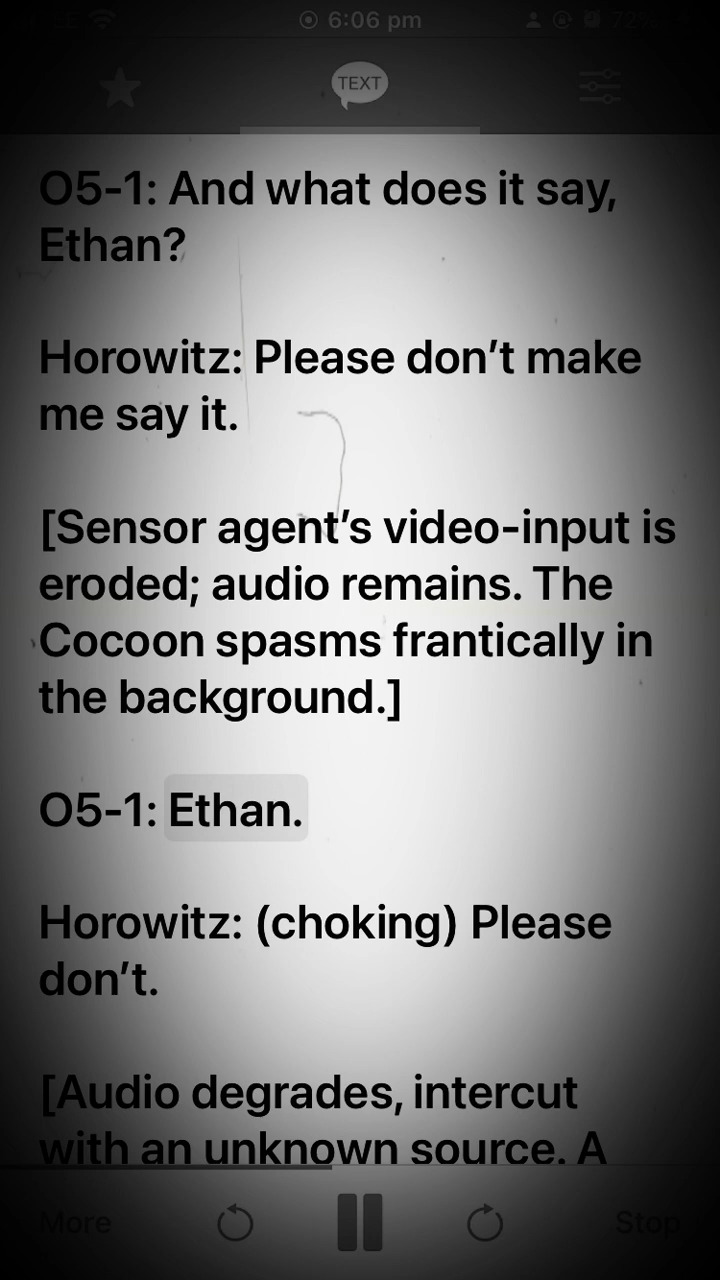 6:06 pm
72%
TEXT
O5-1: And what does it say,
Ethan?
Horowitz: Please don’t make
me say it.
[Sensor agent’s video-input is
eroded; audio remains. The
Cocoon spasms frantically in
the background.]
O5-1: Ethan.
Horowitz: (choking) Please
don’t.
[Audio degrades, intercut
with an unknown source. A
More
Stop